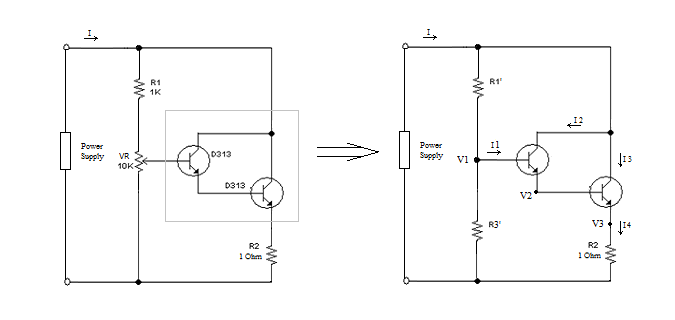 I
R1
1K
Power
Supply
VR
10K
D313
D313
R2
1 Ohm
I
R1'
Power
Supply
V1
I1
I2
I3
V2
V3
I4
R3'
R2
1 Ohm